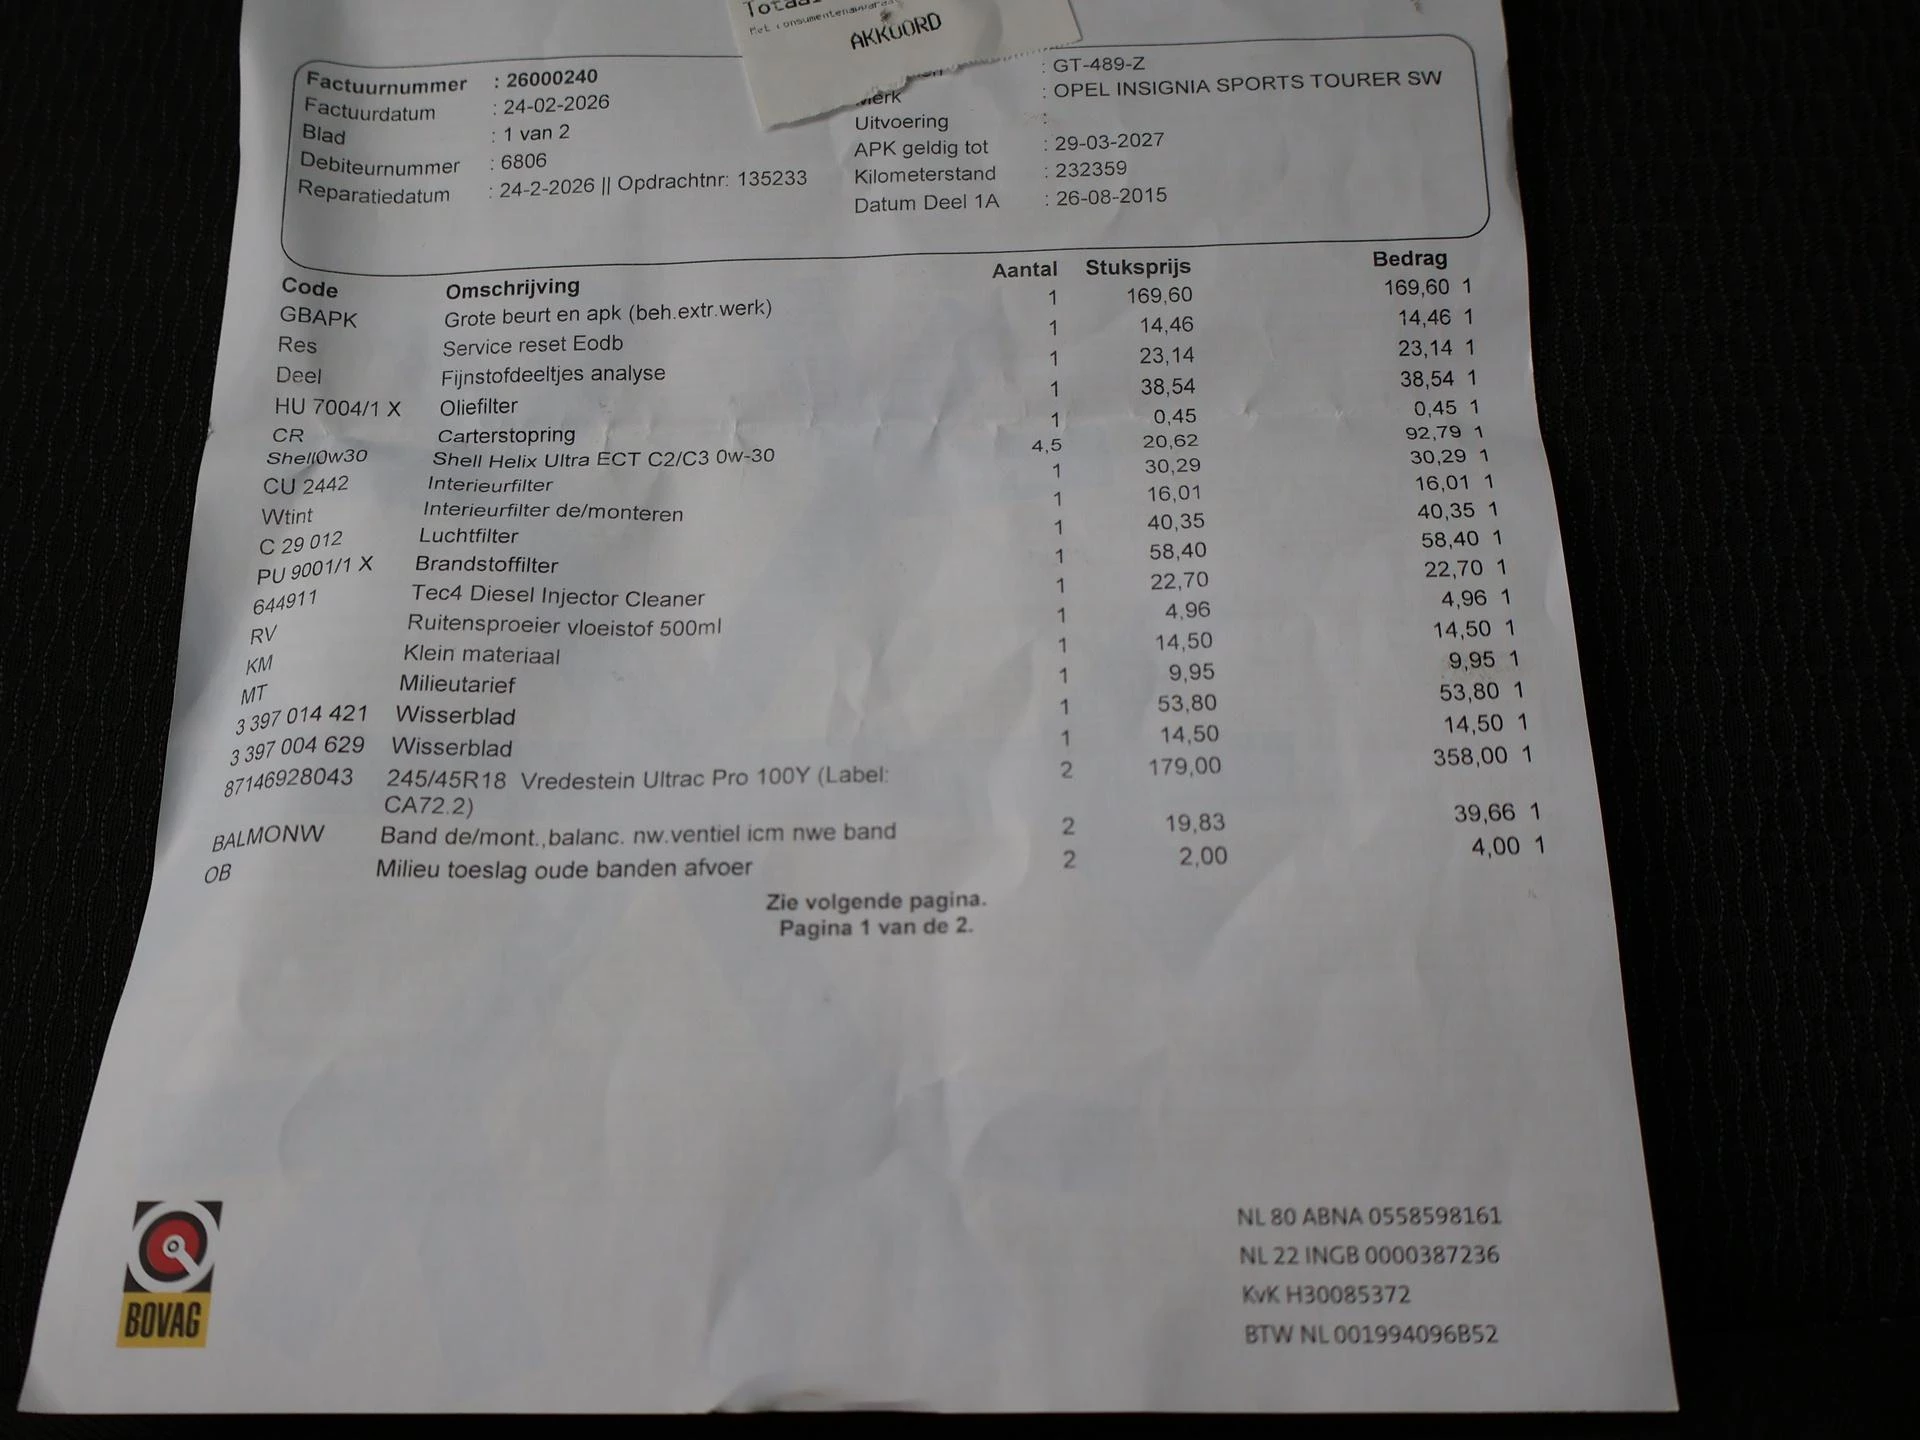 Totaal
Met consumentenaanvraag
AKKOORD
Factuurnummer : 26000240
Factuurdatum : 24-02-2026
Blad : 1 van 2
Debiteurnummer : 6806
Reparatiedatum : 24-2-2026 || Opdrachtnr: 135233
: GT-489-Z
Merk : OPEL INSIGNIA SPORTS TOURER SW
Uitvoering :
APK geldig tot : 29-03-2027
Kilometerstand : 232359
Datum Deel 1A : 26-08-2015
Code Omschrijving Aantal Stuksprijs Bedrag
GBAPK Grote beurt en apk (beh.extr.werk) 1 169,60 169,60 1
Res Service reset Eodb 1 14,46 14,46 1
Deel Fijnstofdeeltjes analyse 1 23,14 23,14 1
HU 7004/1 X Oliefilter 1 38,54 38,54 1
CR Carterstopring 1 0,45 0,45 1
Shell0w30 Shell Helix Ultra ECT C2/C3 0w-30 4,5 20,62 92,79 1
CU 2442 Interieurfilter 1 30,29 30,29 1
Wtint Interieurfilter de/monteren 1 16,01 16,01 1
C 29 012 Luchtfilter 1 40,35 40,35 1
PU 9001/1 X Brandstoffilter 1 58,40 58,40 1
644911 Tec4 Diesel Injector Cleaner 1 22,70 22,70 1
RV Ruitensproeier vloeistof 500ml 1 4,96 4,96 1
KM Klein materiaal 1 14,50 14,50 1
MT Milieutarief 1 9,95 9,95 1
3 397 014 421 Wisserblad 1 53,80 53,80 1
3 397 004 629 Wisserblad 1 14,50 14,50 1
87146928043 245/45R18 Vredestein Ultrac Pro 100Y (Label: 2 179,00 358,00 1
CA72.2)
BALMONW Band de/mont.,balanc. nw.ventiel icm nwe band 2 19,83 39,66 1
OB Milieu toeslag oude banden afvoer 2 2,00 4,00 1
Zie volgende pagina.
Pagina 1 van de 2.
BOVAG
NL 80 ABNA 0558598161
NL 22 INGB 0000387236
KvK H30085372
BTW NL 001994096B52